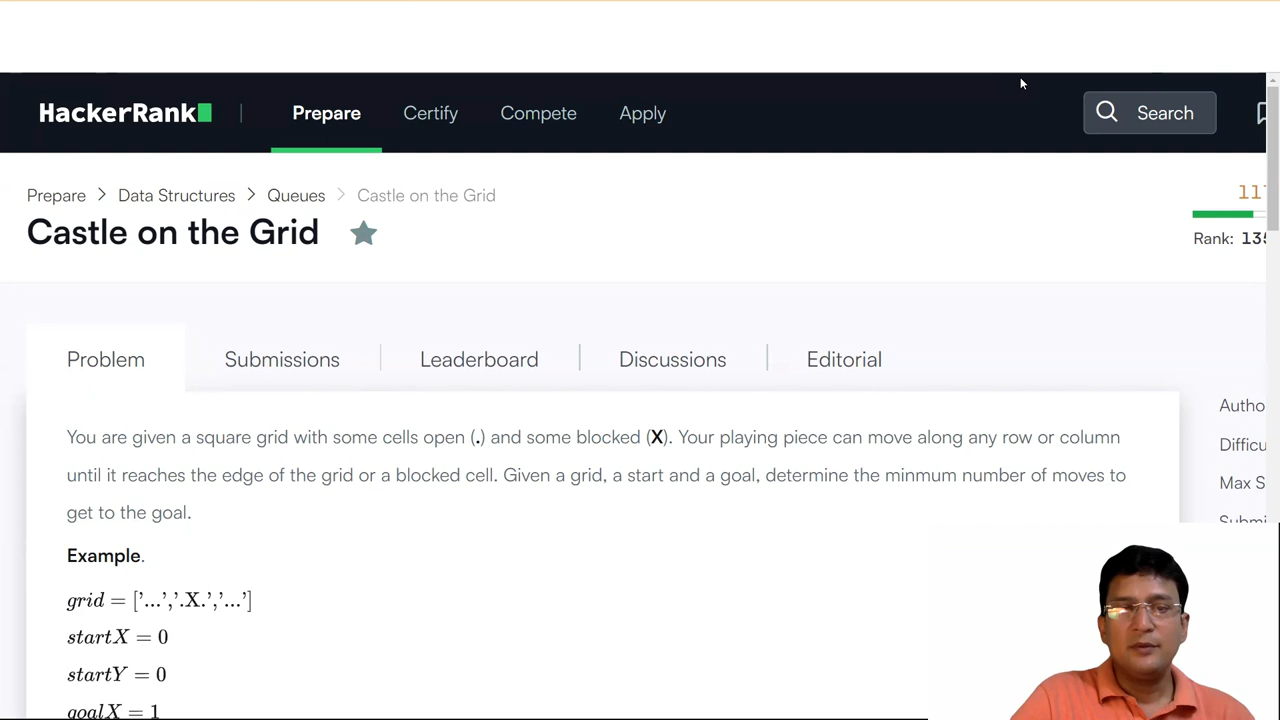 HackerRank
Prepare
Certify
Compete
Apply
Search
Prepare > Data Structures > Queues > Castle on the Grid
Castle on the Grid
Rank:
Problem
Submissions
Leaderboard
Discussions
Editorial
You are given a square grid with some cells open (.) and some blocked (X). Your playing piece can move along any row or column
until it reaches the edge of the grid or a blocked cell. Given a grid, a start and a goal, determine the minmum number of moves to
get to the goal.
Example.
grid = ['...','.X.','...']
startX = 0
startY = 0
goalX = 1
Autho
Difficu
Max S